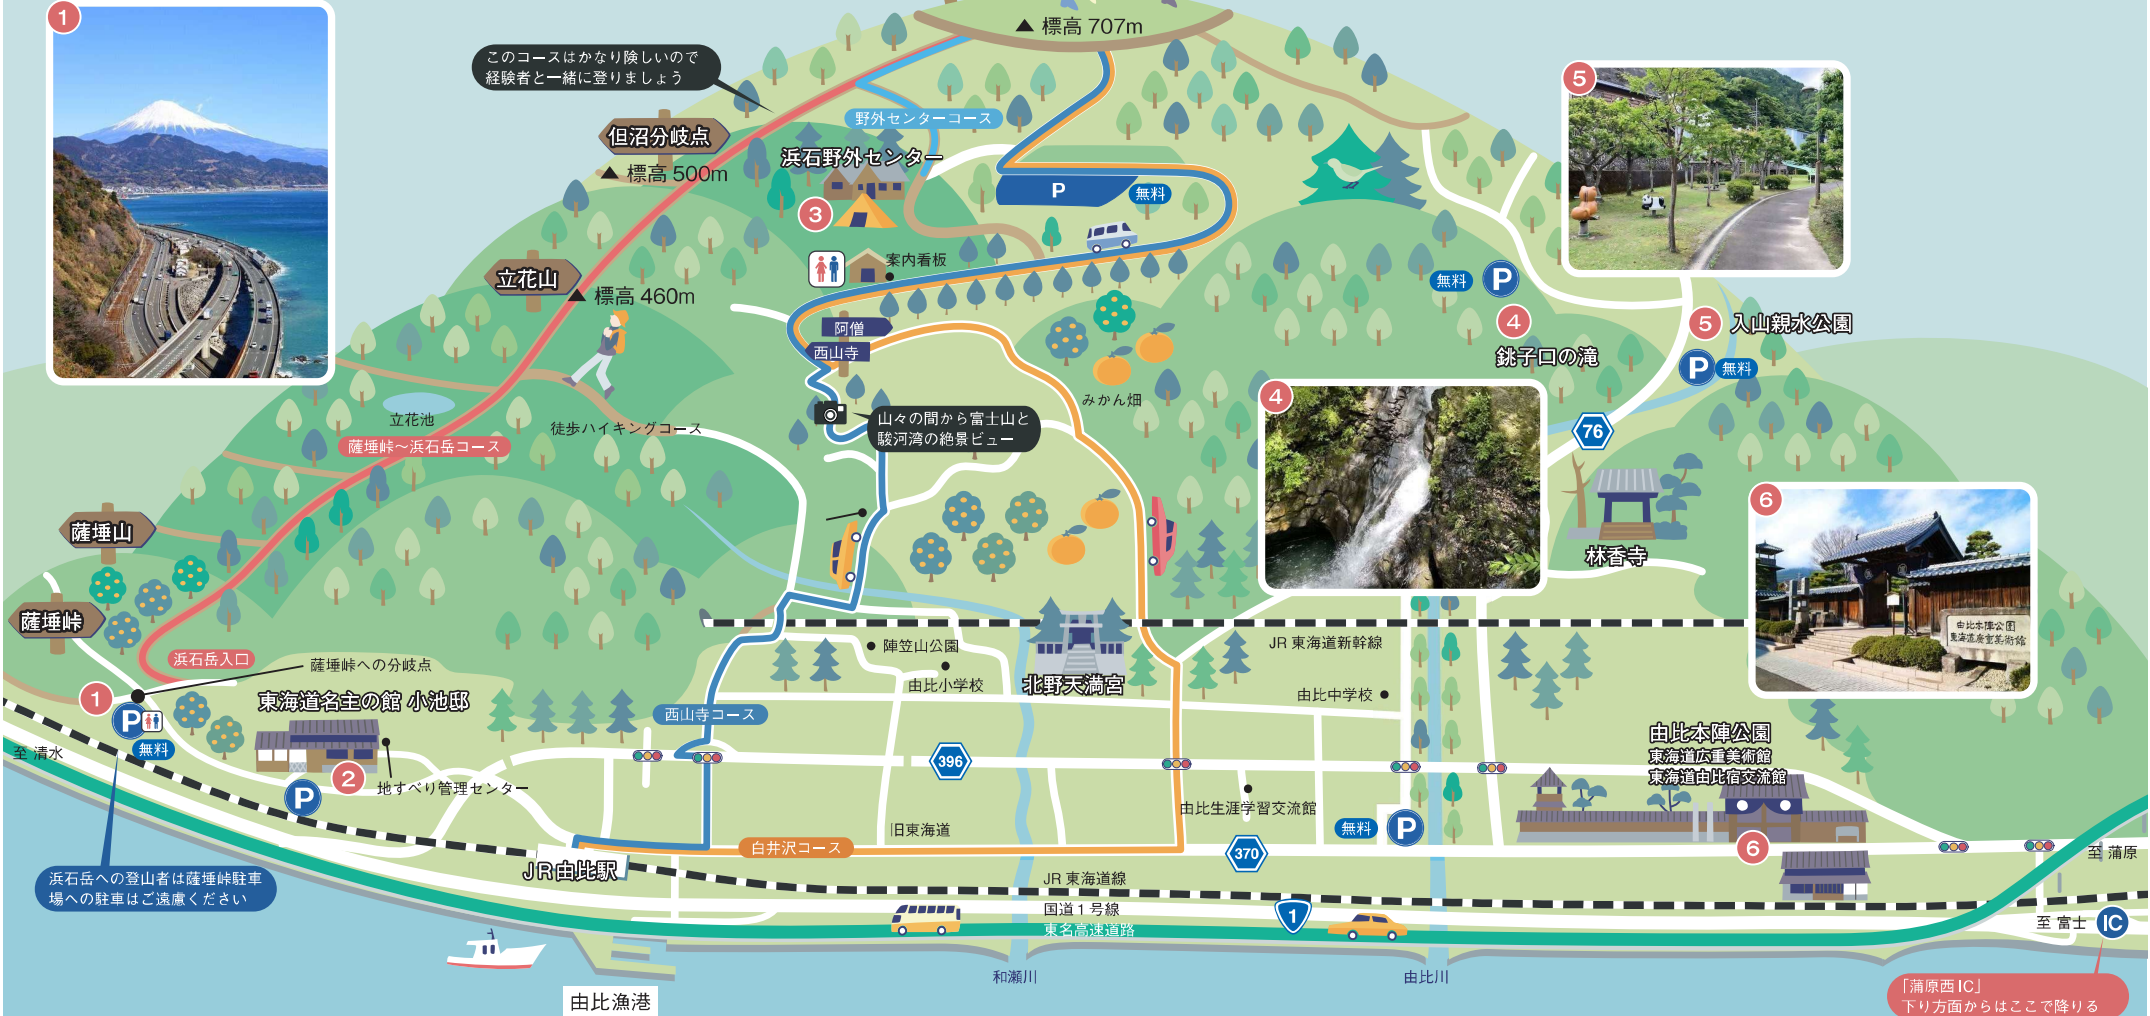 1
標高 707m
このコースはかなり険しいので
経験者と一緒に登りましょう
5
野外センターコース
但沼分岐点
標高 500m
浜石野外センター
3
P
無料
案内看板
立花山
標高 460m
無料
P
4
銚子口の滝
5
入山親水公園
P
無料
阿僧
西山寺
みかん畑
4
山々の間から富士山と
駿河湾の絶景ビュー
立花池
徒歩ハイキングコース
薩埵峠〜浜石岳コース
76
6
由比本陣公園
東海道広重美術館
林香寺
薩埵山
薩埵峠
浜石岳入口
薩埵峠への分岐点
1
P
無料
東海道名主の館 小池邸
2
P
地すべり管理センター
至 清水
陣笠山公園
由比小学校
北野天満宮
JR 東海道新幹線
由比中学校
西山寺コース
396
由比生涯学習交流館
無料
P
由比本陣公園
東海道広重美術館
東海道由比宿交流館
6
旧東海道
白井沢コース
370
JR由比駅
至 蒲原
浜石岳への登山者は薩埵峠駐車
場への駐車はご遠慮ください
JR 東海道線
国道1号線
東名高速道路
1
至 富士
IC
和瀬川
由比川
由比漁港
「蒲原西IC」
下り方面からはここで降りる